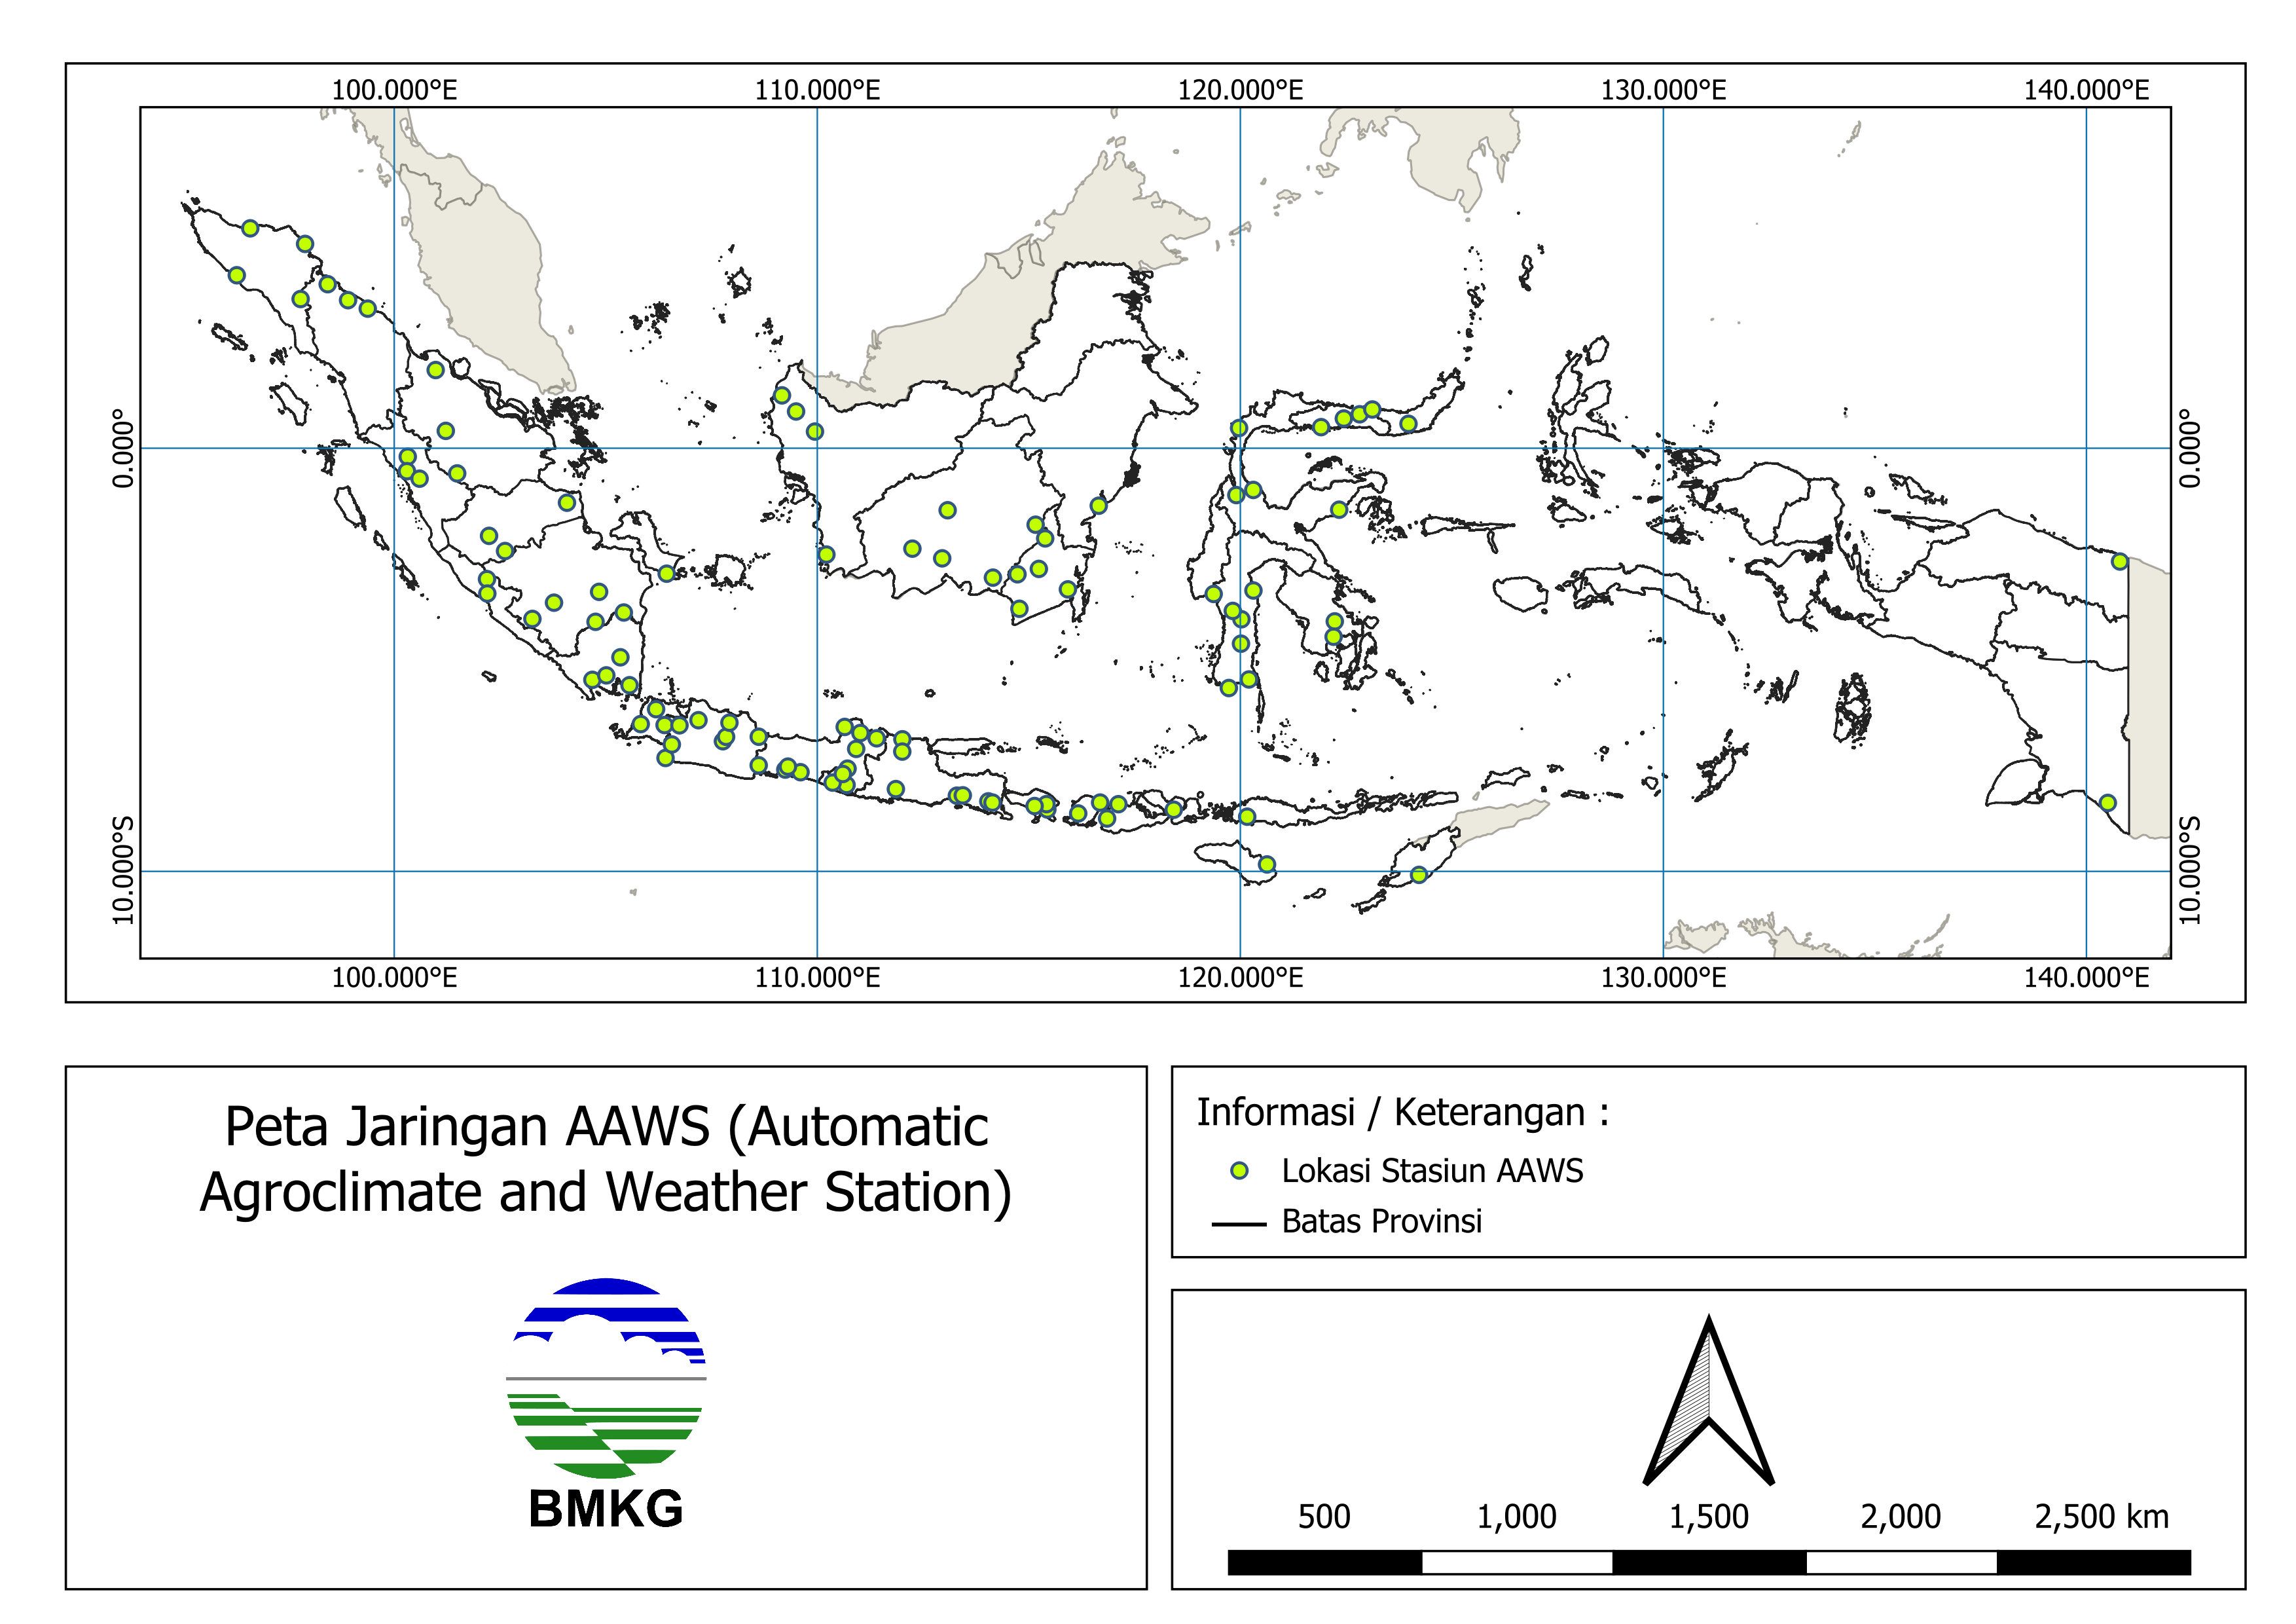 100.000°E 110.000°E 120.000°E 130.000°E 140.000°E
0.000° 0.000°
10.000°S 10.000°S
100.000°E 110.000°E 120.000°E 130.000°E 140.000°E
Peta Jaringan AAWS (Automatic
Agroclimate and Weather Station)
BMKG
Informasi / Keterangan :
Lokasi Stasiun AAWS
Batas Provinsi
500 1,000 1,500 2,000 2,500 km